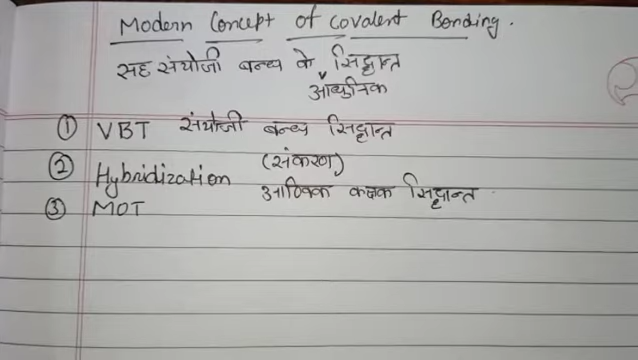 Modern Concept of Covalent Bonding.
सह संयोजी बन्ध के सिद्धान्त
आधुनिक
① VBT संयोजी बन्ध सिद्धान्त
② Hybridization (संकरण)
③ MOT आण्विक कक्षक सिद्धान्त